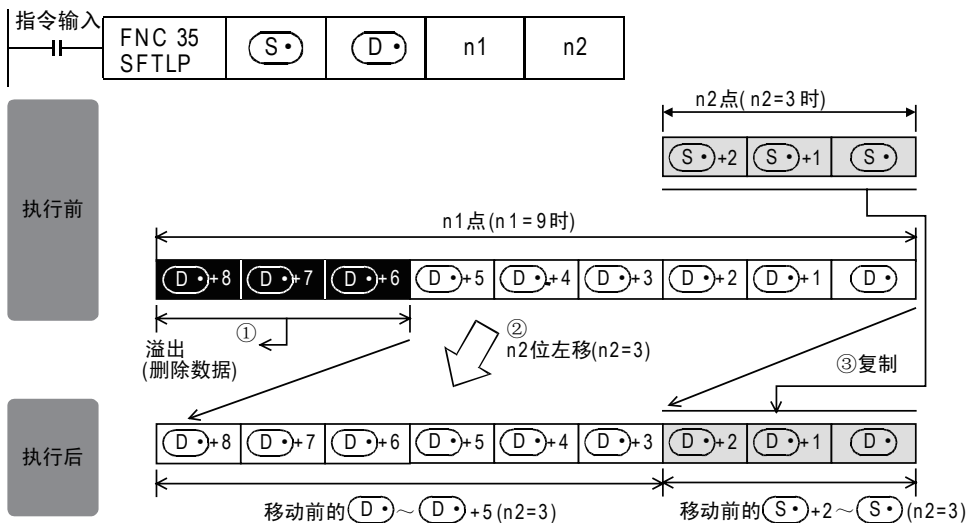 指令输入
FNC 35
SFTLP
S· D· n1 n2
n2点(n2=3时)
S·+2 S·+1 S·
执行前
n1点(n1=9时)
D·+8 D·+7 D·+6 D·+5 D·+4 D·+3 D·+2 D·+1 D·
①
溢出
(删除数据)
②
n2位左移(n2=3)
③复制
执行后
D·+8 D·+7 D·+6 D·+5 D·+4 D·+3 D·+2 D·+1 D·
移动前的D·～D·+5(n2=3)
移动前的S·+2～S·(n2=3)